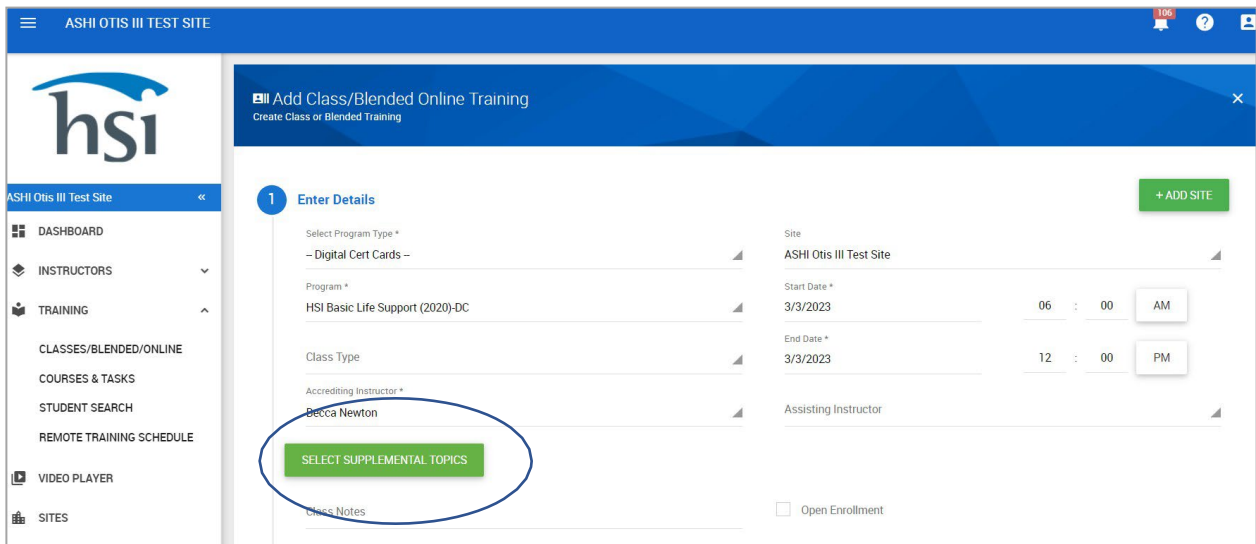 ASHI OTIS III TEST SITE
106
?
hsi
Add Class/Blended Online Training
Create Class or Blended Training
×
ASHI Otis III Test Site «
DASHBOARD
INSTRUCTORS
TRAINING
CLASSES/BLENDED/ONLINE
COURSES & TASKS
STUDENT SEARCH
REMOTE TRAINING SCHEDULE
VIDEO PLAYER
SITES
1 Enter Details
+ ADD SITE
Select Program Type *
-- Digital Cert Cards --
Site
ASHI Otis III Test Site
Program *
HSI Basic Life Support (2020)-DC
Start Date *
3/3/2023 06 : 00 AM
Class Type
End Date *
3/3/2023 12 : 00 PM
Accrediting Instructor *
Becca Newton
Assisting Instructor
SELECT SUPPLEMENTAL TOPICS
Class Notes
Open Enrollment